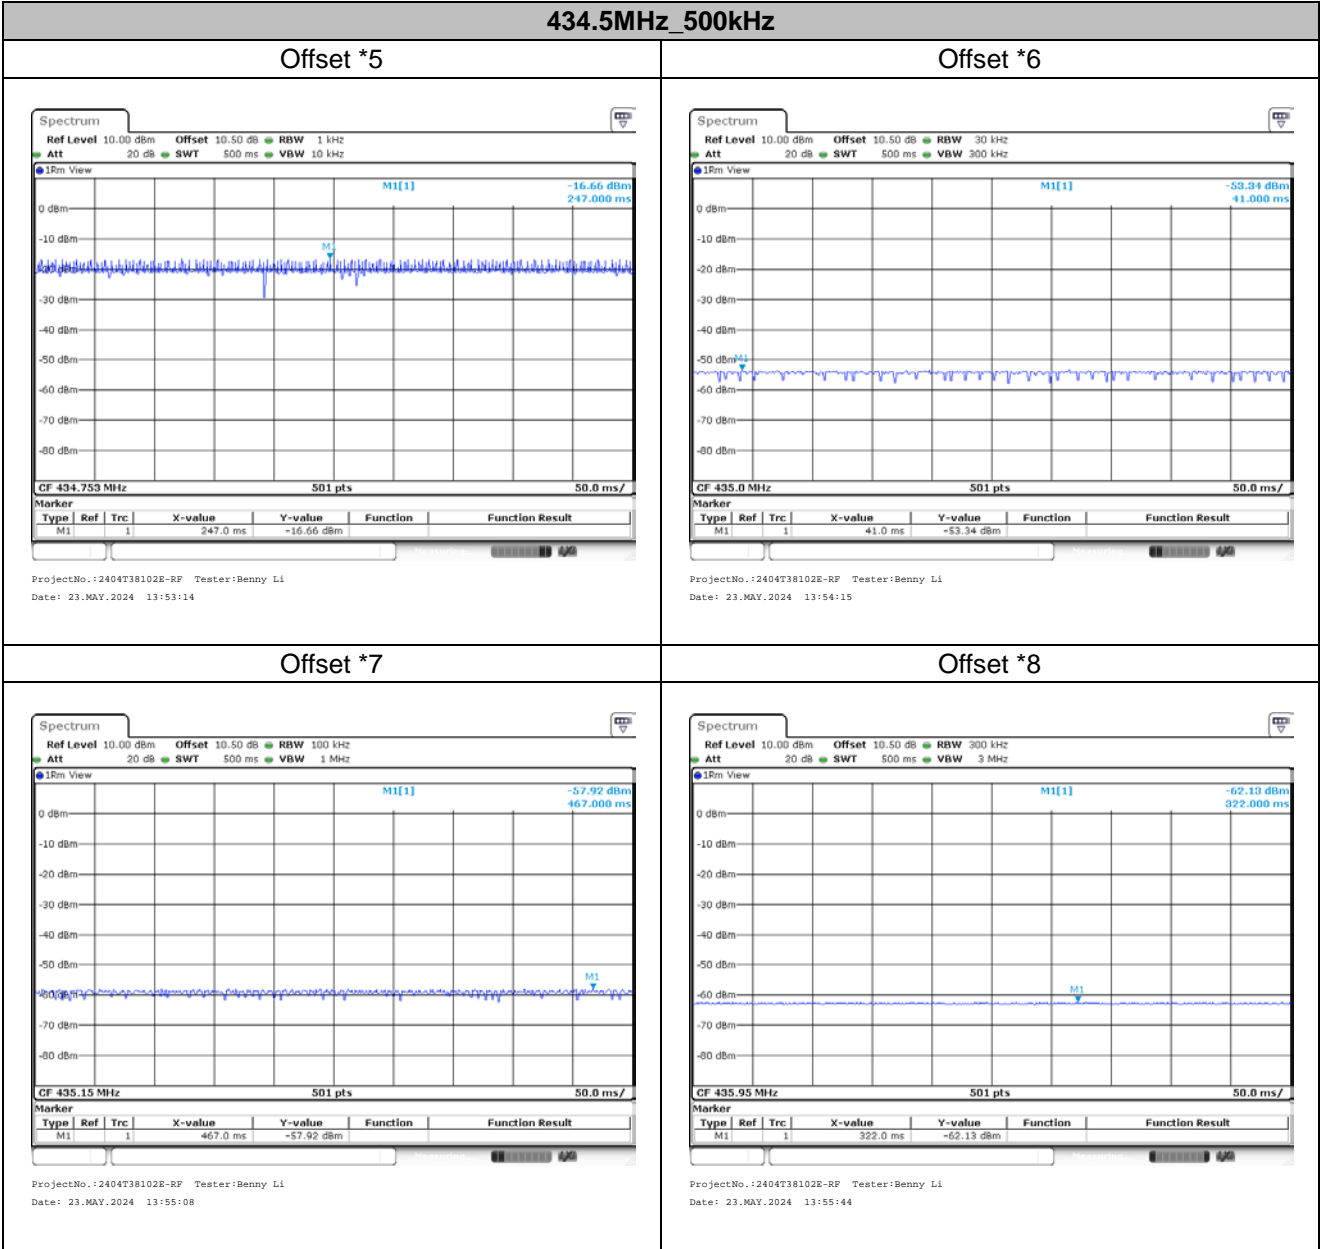 434.5MHz_500kHz
Offset *5
Offset *6
Spectrum
Ref Level 10.00 dBm Offset 10.50 dB RBW 1 kHz
Att 20 dB SWT 500 ms VBW 10 kHz
1Rm View
M1[1] -16.66 dBm
247.000 ms
0 dBm
-10 dBm
M1
-20 dBm
-30 dBm
-40 dBm
-50 dBm
-60 dBm
-70 dBm
-80 dBm
CF 434.753 MHz 501 pts 50.0 ms/
Marker
Type Ref Trc X-value Y-value Function Function Result
M1 1 247.0 ms -16.66 dBm
ProjectNo.:2404T38102E-RF Tester:Benny Li
Date: 23.MAY.2024 13:53:14
Spectrum
Ref Level 10.00 dBm Offset 10.50 dB RBW 30 kHz
Att 20 dB SWT 500 ms VBW 300 kHz
1Rm View
M1[1] -53.34 dBm
41.000 ms
0 dBm
-10 dBm
-20 dBm
-30 dBm
-40 dBm
-50 dBm M1
-60 dBm
-70 dBm
-80 dBm
CF 435.0 MHz 501 pts 50.0 ms/
Marker
Type Ref Trc X-value Y-value Function Function Result
M1 1 41.0 ms -53.34 dBm
ProjectNo.:2404T38102E-RF Tester:Benny Li
Date: 23.MAY.2024 13:54:15
Offset *7
Offset *8
Spectrum
Ref Level 10.00 dBm Offset 10.50 dB RBW 100 kHz
Att 20 dB SWT 500 ms VBW 1 MHz
1Rm View
M1[1] -57.92 dBm
467.000 ms
0 dBm
-10 dBm
-20 dBm
-30 dBm
-40 dBm
-50 dBm
M1
-60 dBm
-70 dBm
-80 dBm
CF 435.15 MHz 501 pts 50.0 ms/
Marker
Type Ref Trc X-value Y-value Function Function Result
M1 1 467.0 ms -57.92 dBm
ProjectNo.:2404T38102E-RF Tester:Benny Li
Date: 23.MAY.2024 13:55:08
Spectrum
Ref Level 10.00 dBm Offset 10.50 dB RBW 300 kHz
Att 20 dB SWT 500 ms VBW 3 MHz
1Rm View
M1[1] -62.13 dBm
322.000 ms
0 dBm
-10 dBm
-20 dBm
-30 dBm
-40 dBm
-50 dBm
M1
-60 dBm
-70 dBm
-80 dBm
CF 435.95 MHz 501 pts 50.0 ms/
Marker
Type Ref Trc X-value Y-value Function Function Result
M1 1 322.0 ms -62.13 dBm
ProjectNo.:2404T38102E-RF Tester:Benny Li
Date: 23.MAY.2024 13:55:44